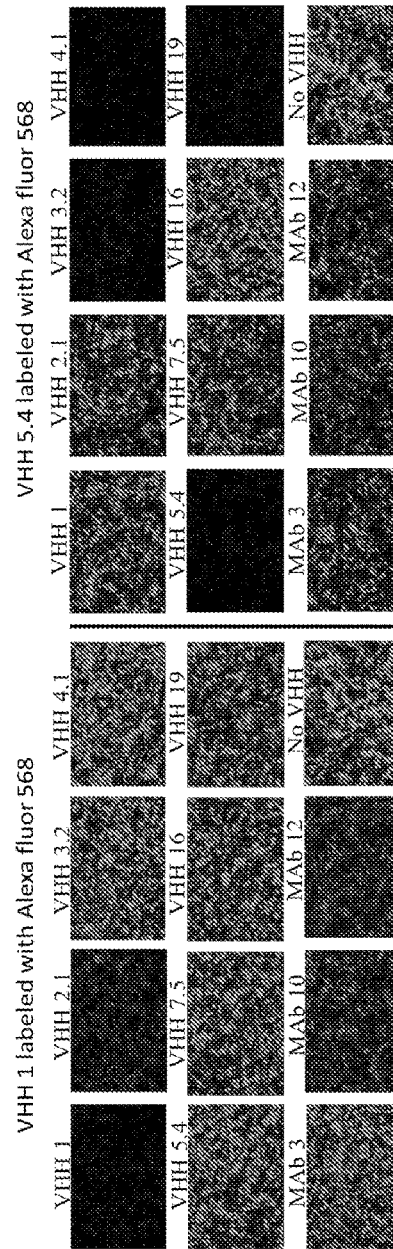 VHH 1 labeled with Alexa fluor 568
VHH 1 VHH 2.1 VHH 3.2 VHH 4.1
VHH 5.4 VHH 7.5 VHH 16 VHH 19
MAb 3 MAb 10 MAb 12 No VHH
VHH 5.4 labeled with Alexa fluor 568
VHH 1 VHH 2.1 VHH 3.2 VHH 4.1
VHH 5.4 VHH 7.5 VHH 16 VHH 19
MAb 3 MAb 10 MAb 12 No VHH